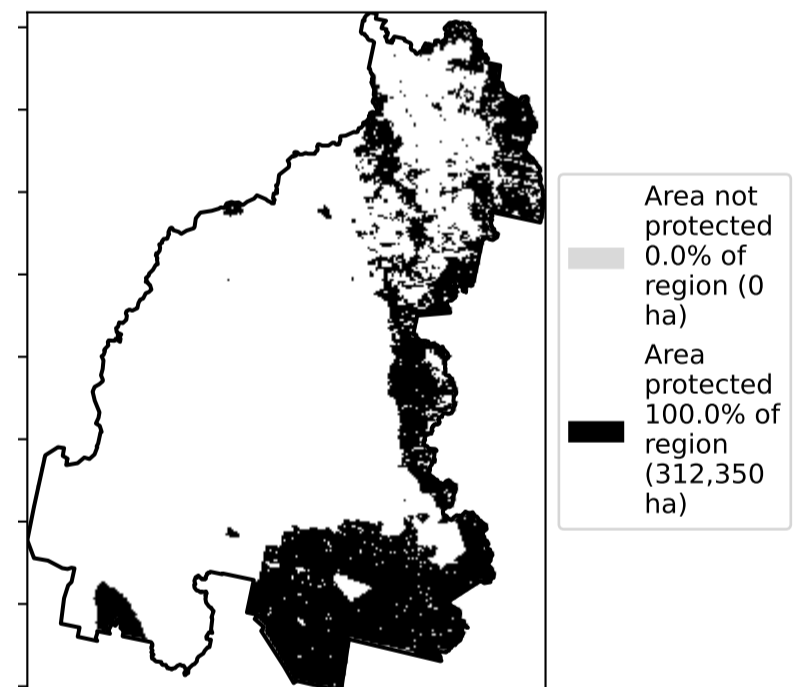 Area not
protected
0.0% of
region (0
ha)
Area
protected
100.0% of
region
(312,350
ha)